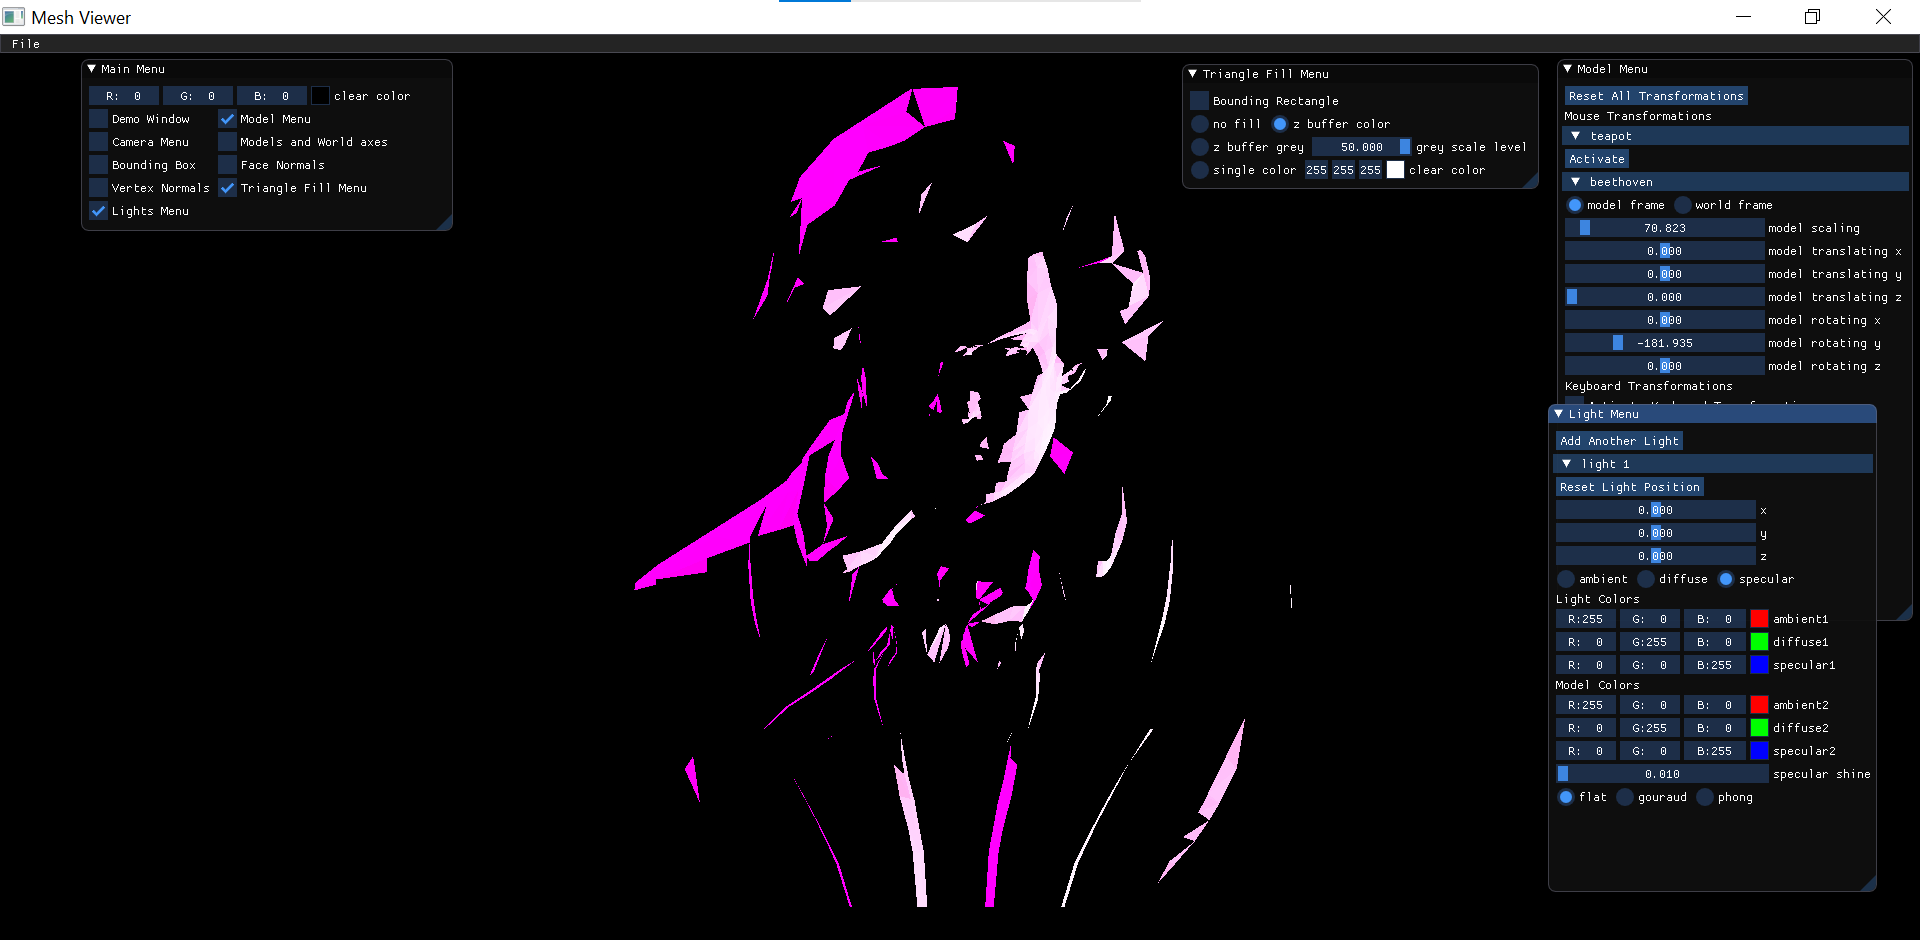 Mesh Viewer
File
Main Menu
R: 0 G: 0 B: 0 clear color
Demo Window Model Menu
Camera Menu Models and World axes
Bounding Box Face Normals
Vertex Normals Triangle Fill Menu
Lights Menu
Triangle Fill Menu
Bounding Rectangle
no fill z buffer color
z buffer grey 50.000 grey scale level
single color 255 255 255 clear color
Model Menu
Reset All Transformations
Mouse Transformations
teapot
Activate
beethoven
model frame world frame
70.823 model scaling
0.000 model translating x
0.000 model translating y
0.000 model translating z
0.000 model rotating x
-181.935 model rotating y
0.000 model rotating z
Keyboard Transformations
Light Menu
Add Another Light
light 1
Reset Light Position
0.000 x
0.000 y
0.000 z
ambient diffuse specular
Light Colors
R:255 G: 0 B: 0 ambient1
R: 0 G:255 B: 0 diffuse1
R: 0 G: 0 B:255 specular1
Model Colors
R:255 G: 0 B: 0 ambient2
R: 0 G:255 B: 0 diffuse2
R: 0 G: 0 B:255 specular2
0.010 specular shine
flat gouraud phong